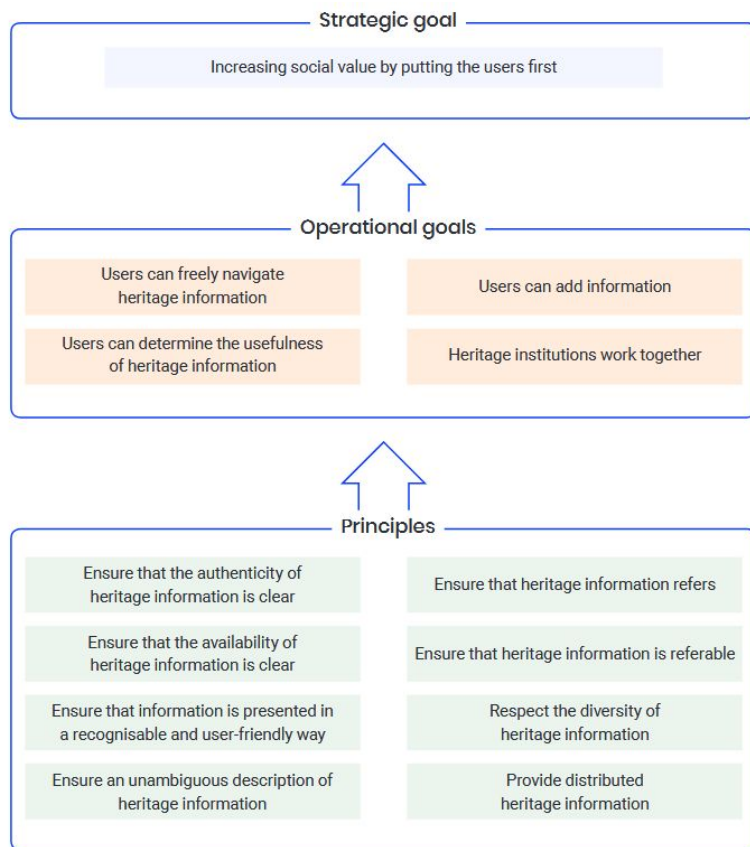 Strategic goal
Increasing social value by putting the users first
Operational goals
Users can freely navigate
heritage information
Users can add information
Users can determine the usefulness
of heritage information
Heritage institutions work together
Principles
Ensure that the authenticity of
heritage information is clear
Ensure that heritage information refers
Ensure that the availability of
heritage information is clear
Ensure that heritage information is referable
Ensure that information is presented in
a recognisable and user-friendly way
Respect the diversity of
heritage information
Ensure an unambiguous description of
heritage information
Provide distributed
heritage information